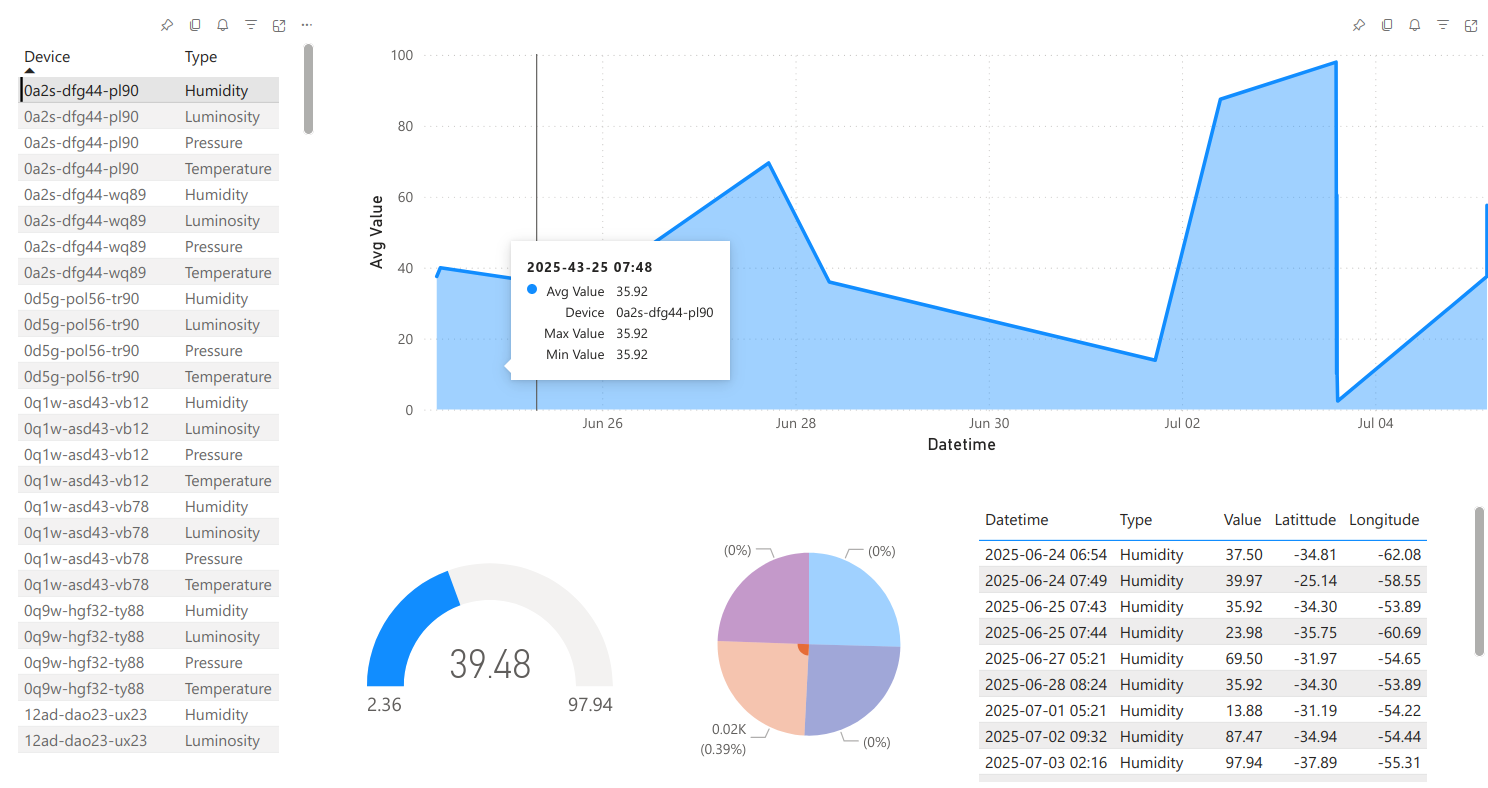 Device Type
0a2s-dfg44-pl90 Humidity
0a2s-dfg44-pl90 Luminosity
0a2s-dfg44-pl90 Pressure
0a2s-dfg44-pl90 Temperature
0a2s-dfg44-wq89 Humidity
0a2s-dfg44-wq89 Luminosity
0a2s-dfg44-wq89 Pressure
0a2s-dfg44-wq89 Temperature
0d5g-pol56-tr90 Humidity
0d5g-pol56-tr90 Luminosity
0d5g-pol56-tr90 Pressure
0d5g-pol56-tr90 Temperature
0q1w-asd43-vb12 Humidity
0q1w-asd43-vb12 Luminosity
0q1w-asd43-vb12 Pressure
0q1w-asd43-vb12 Temperature
0q1w-asd43-vb78 Humidity
0q1w-asd43-vb78 Luminosity
0q1w-asd43-vb78 Pressure
0q1w-asd43-vb78 Temperature
0q9w-hgf32-ty88 Humidity
0q9w-hgf32-ty88 Luminosity
0q9w-hgf32-ty88 Pressure
0q9w-hgf32-ty88 Temperature
12ad-dao23-ux23 Humidity
12ad-dao23-ux23 Luminosity
Avg Value
100
80
60
40
20
0
2025-43-25 07:48
Avg Value 35.92
Device 0a2s-dfg44-pl90
Max Value 35.92
Min Value 35.92
Jun 26 Jun 28 Jun 30 Jul 02 Jul 04
Datetime
39.48
2.36 97.94
(0%) (0%)
0.02K
(0.39%)
(0%)
Datetime Type Value Latittude Longitude
2025-06-24 06:54 Humidity 37.50 -34.81 -62.08
2025-06-24 07:49 Humidity 39.97 -25.14 -58.55
2025-06-25 07:43 Humidity 35.92 -34.30 -53.89
2025-06-25 07:44 Humidity 23.98 -35.75 -60.69
2025-06-27 05:21 Humidity 69.50 -31.97 -54.65
2025-06-28 08:24 Humidity 35.92 -34.30 -53.89
2025-07-01 05:21 Humidity 13.88 -31.19 -54.22
2025-07-02 09:32 Humidity 87.47 -34.94 -54.44
2025-07-03 02:16 Humidity 97.94 -37.89 -55.31